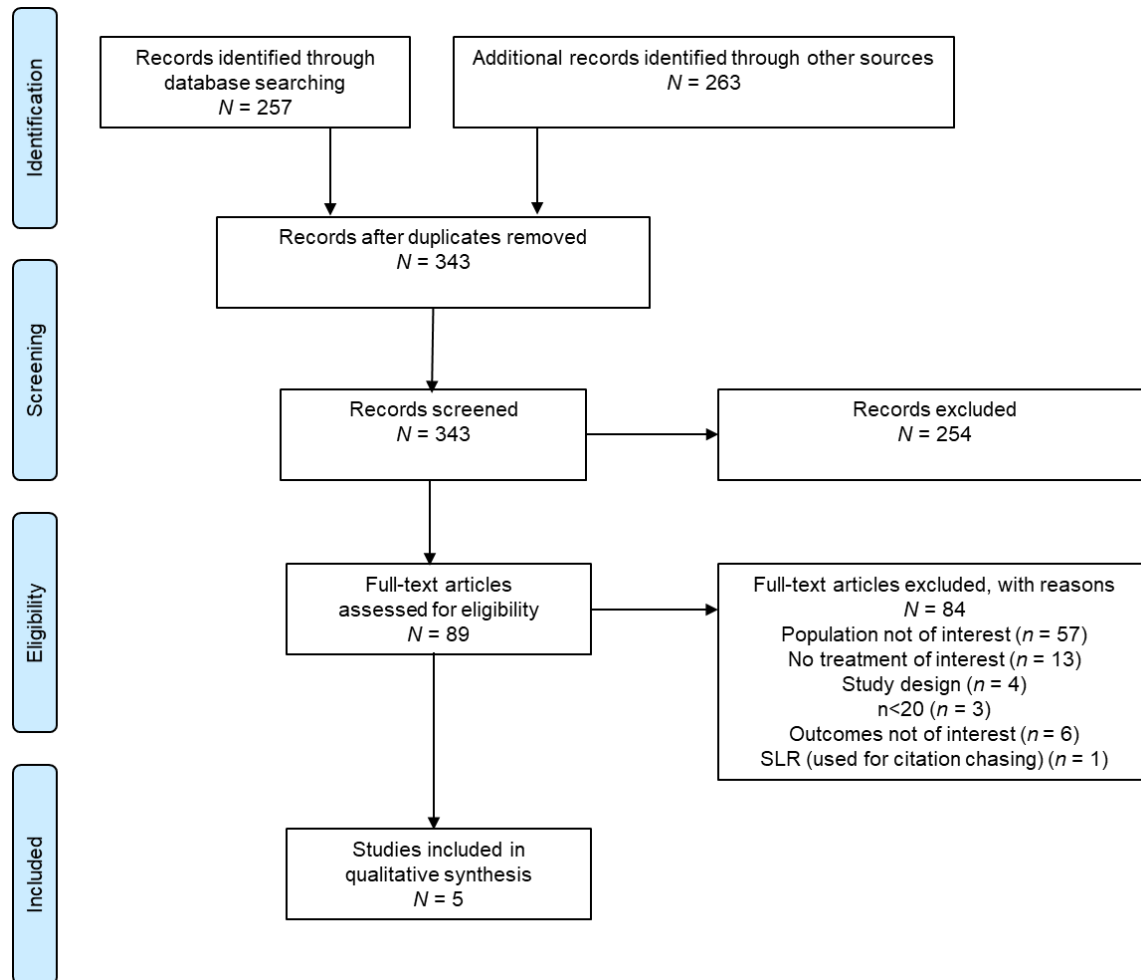 Identification
Records identified through
database searching
N = 257
Additional records identified through other sources
N = 263
Records after duplicates removed
N = 343
Screening
Records screened
N = 343
Records excluded
N = 254
Eligibility
Full-text articles
assessed for eligibility
N = 89
Full-text articles excluded, with reasons
N = 84
Population not of interest (n = 57)
No treatment of interest (n = 13)
Study design (n = 4)
n<20 (n = 3)
Outcomes not of interest (n = 6)
SLR (used for citation chasing) (n = 1)
Included
Studies included in
qualitative synthesis
N = 5